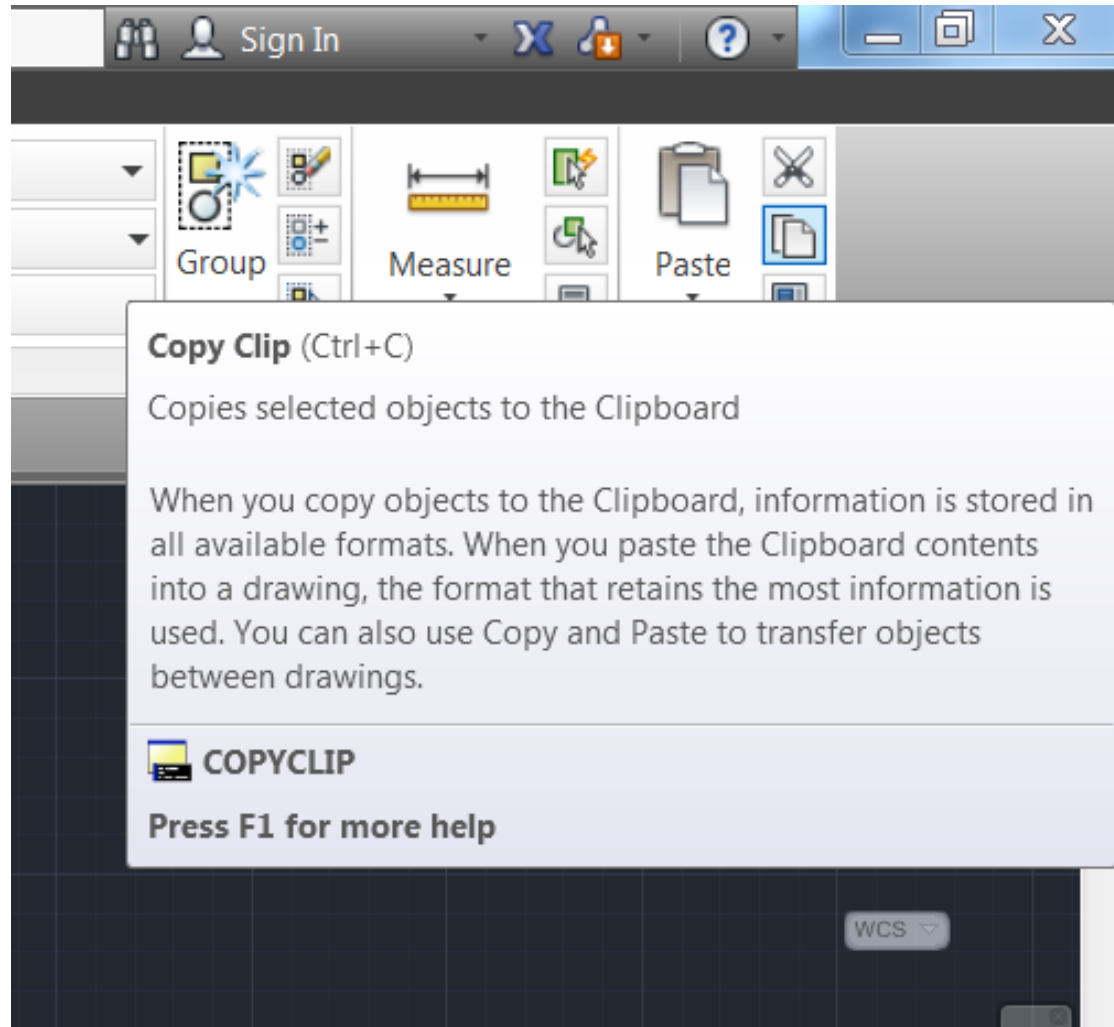 Sign In
Group
Measure
Paste
Copy Clip (Ctrl+C)
Copies selected objects to the Clipboard
When you copy objects to the Clipboard, information is stored in
all available formats. When you paste the Clipboard contents
into a drawing, the format that retains the most information is
used. You can also use Copy and Paste to transfer objects
between drawings.
COPYCLIP
Press F1 for more help
WCS